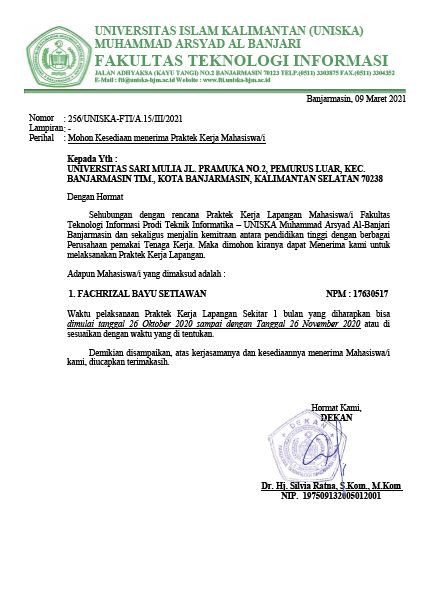 UNIVERSITAS ISLAM KALIMANTAN (UNISKA)
MUHAMMAD ARSYAD AL BANJARI
FAKULTAS TEKNOLOGI INFORMASI
JALAN ADHYAKSA (KAYU TANGI) NO.2 BANJARMASIN 70123 TELP.(0511) 3303875 FAX.(0511) 3304352
E-Mail : fti@uniska-bjm.ac.id Website : www.fti.uniska-bjm.ac.id
Banjarmasin, 09 Maret 2021
Nomor : 256/UNISKA-FTI/A.15/III/2021
Lampiran: -
Perihal : Mohon Kesediaan menerima Praktek Kerja Mahasiswa/i
Kepada Yth :
UNIVERSITAS SARI MULIA JL. PRAMUKA NO.2, PEMURUS LUAR, KEC.
BANJARMASIN TIM., KOTA BANJARMASIN, KALIMANTAN SELATAN 70238
Dengan Hormat
Sehubungan dengan rencana Praktek Kerja Lapangan Mahasiswa/i Fakultas
Teknologi Informasi Prodi Teknik Informatika – UNISKA Muhammad Arsyad Al-Banjari
Banjarmasin dan sekaligus menjalin kemitraan antara pendidikan tinggi dengan berbagai
Perusahaan pemakai Tenaga Kerja. Maka dimohon kiranya dapat Menerima kami untuk
melaksanakan Praktek Kerja Lapangan.
Adapun Mahasiswa/i yang dimaksud adalah :
1. FACHRIZAL BAYU SETIAWAN NPM : 17630517
Waktu pelaksanaan Praktek Kerja Lapangan Sekitar 1 bulan yang diharapkan bisa
dimulai tanggal 26 Oktober 2020 sampai dengan Tanggal 26 November 2020 atau di
sesuaikan dengan waktu yang di tentukan.
Demikian disampaikan, atas kerjasamanya dan kesediaannya menerima Mahasiswa/i
kami, diucapkan terimakasih.
Hormat Kami,
DEKAN
DEKAN
Dr. Hj. Silvia Ratna, S.Kom., M.Kom
NIP. 197509132005012001